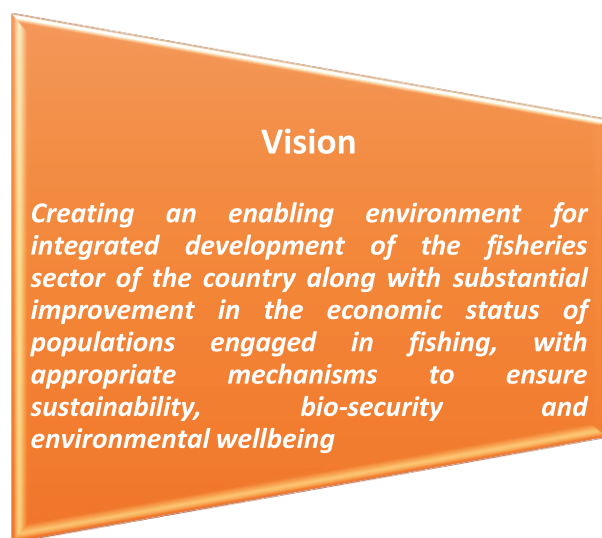 Vision
Creating an enabling environment for
integrated development of the fisheries
sector of the country along with substantial
improvement in the economic status of
populations engaged in fishing, with
appropriate mechanisms to ensure
sustainability, bio-security and
environmental wellbeing